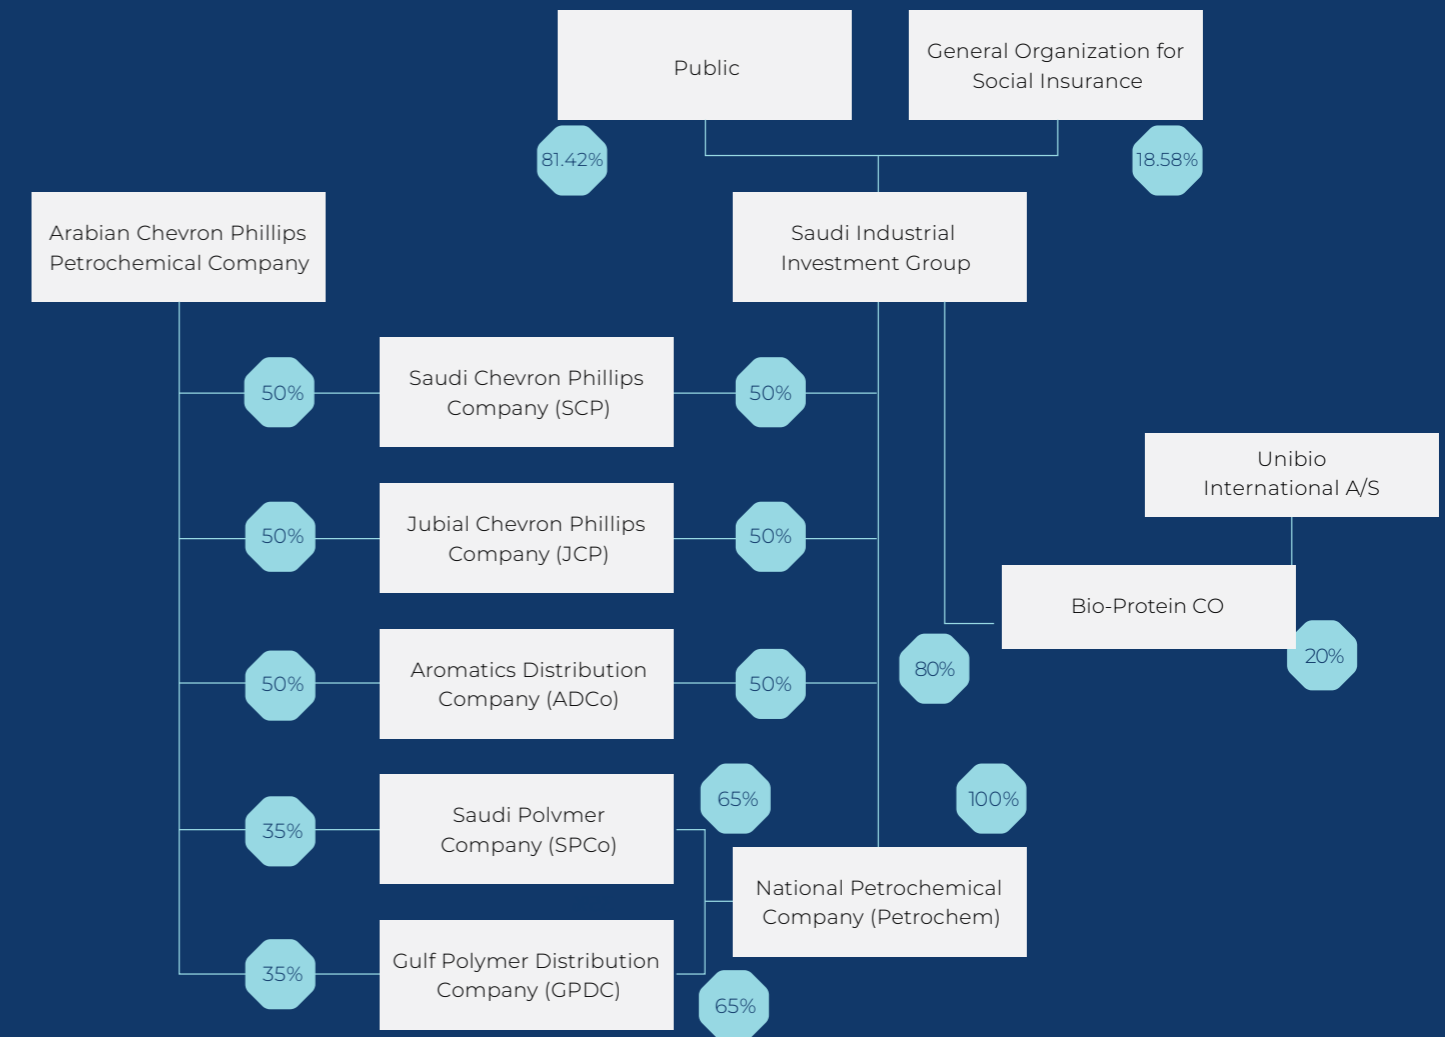 Public
General Organization for
Social Insurance
81.42%
18.58%
Arabian Chevron Phillips
Petrochemical Company
Saudi Industrial
Investment Group
50%
Saudi Chevron Phillips
Company (SCP)
50%
Unibio
International A/S
50%
Jubial Chevron Phillips
Company (JCP)
50%
Bio-Protein CO
80%
20%
50%
Aromatics Distribution
Company (ADCo)
50%
65%
100%
35%
Saudi Polvmer
Company (SPCo)
National Petrochemical
Company (Petrochem)
35%
Gulf Polymer Distribution
Company (GPDC)
65%